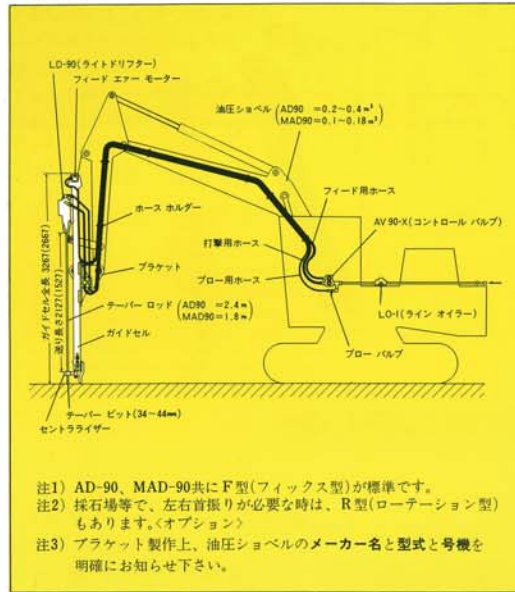 LD-90(ライトドリフター)
フィード エアー モーター
油圧ショベル(AD90 =0.2~0.4m³
MAD90=0.1~0.18m³)
フィード用ホース
AV90-X(コントロール バルブ)
ホース ホルダー
打撃用ホース
ブラケット
ブロー用ホース
ガイドセル全長 3267(2667)
送り長さ2127(1527)
テーパー ロッド(AD90 =2.4m
MAD90=1.8m)
LO-1(ライン オイラー)
ガイドセル
ブロー バルブ
テーパー ビット(34~44mm)
セントラライザー
注1) AD-90、MAD-90共にF型(フィックス型)が標準です。
注2) 採石場等で、左右首振りが必要な時は、R型(ローテーション型)
もあります。〈オプション〉
注3) ブラケット製作上、油圧ショベルのメーカー名と型式と号機を
明確にお知らせ下さい。